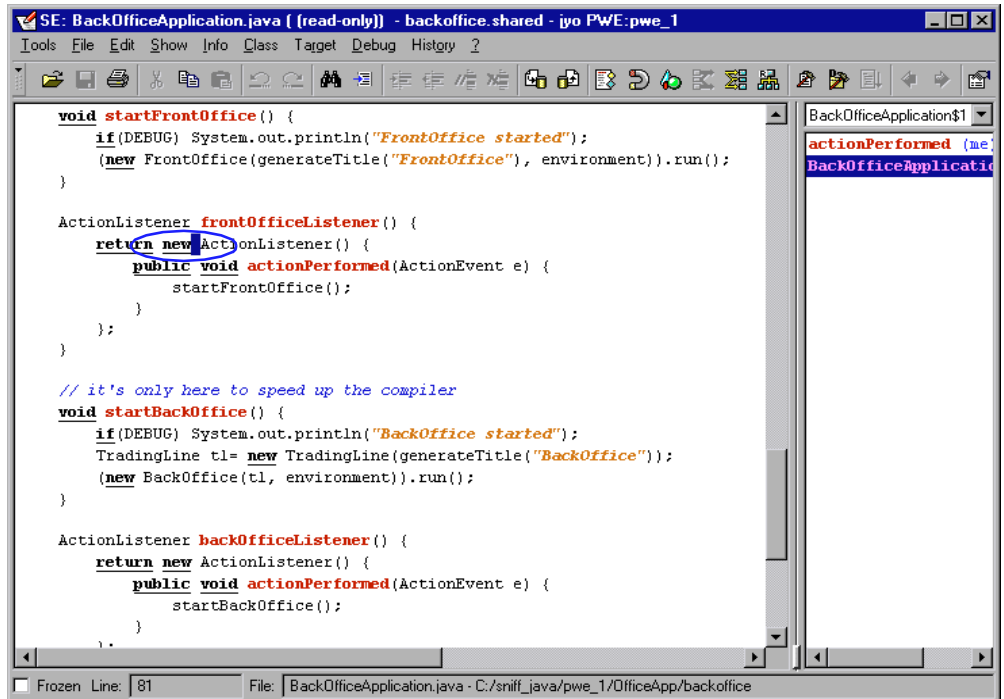 SE: BackOfficeApplication.java ( (read-only)) - backoffice.shared - jyo PWE:pwe_1
Tools File Edit Show Info Class Target Debug History ?
void startFrontOffice() {
if(DEBUG) System.out.println("FrontOffice started");
(new FrontOffice(generateTitle("FrontOffice"), environment)).run();
}
ActionListener frontOfficeListener() {
return new ActionListener() {
public void actionPerformed(ActionEvent e) {
startFrontOffice();
}
};
}
// it's only here to speed up the compiler
void startBackOffice() {
if(DEBUG) System.out.println("BackOffice started");
TradingLine tl= new TradingLine(generateTitle("BackOffice"));
(new BackOffice(tl, environment)).run();
}
ActionListener backOfficeListener() {
return new ActionListener() {
public void actionPerformed(ActionEvent e) {
startBackOffice();
}
BackOfficeApplication$1
actionPerformed (me
BackOfficeApplicatio
Frozen Line: 81 File: BackOfficeApplication.java - C:/sniff_java/pwe_1/OfficeApp/backoffice